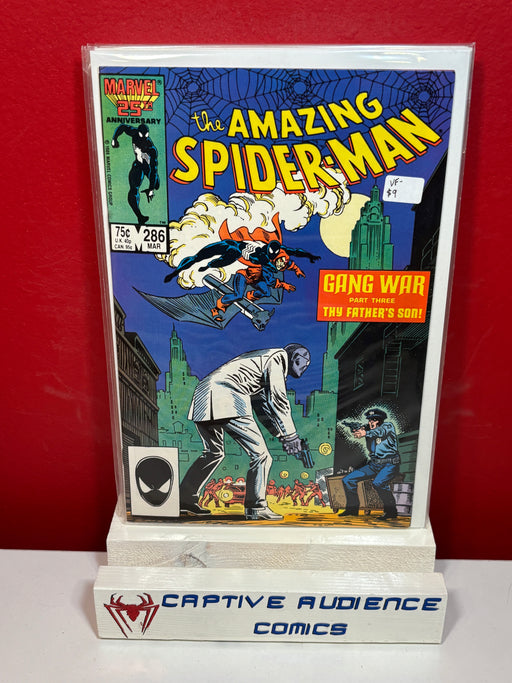 MARVEL
25TH
ANNIVERSARY
the AMAZING
SPIDER-MAN
VF-
$9
75¢
U.K. 40p
CAN. 95¢
286
MAR
GANG WAR
PART THREE
THY FATHER'S SON!
CAPTIVE AUDIENCE
COMICS